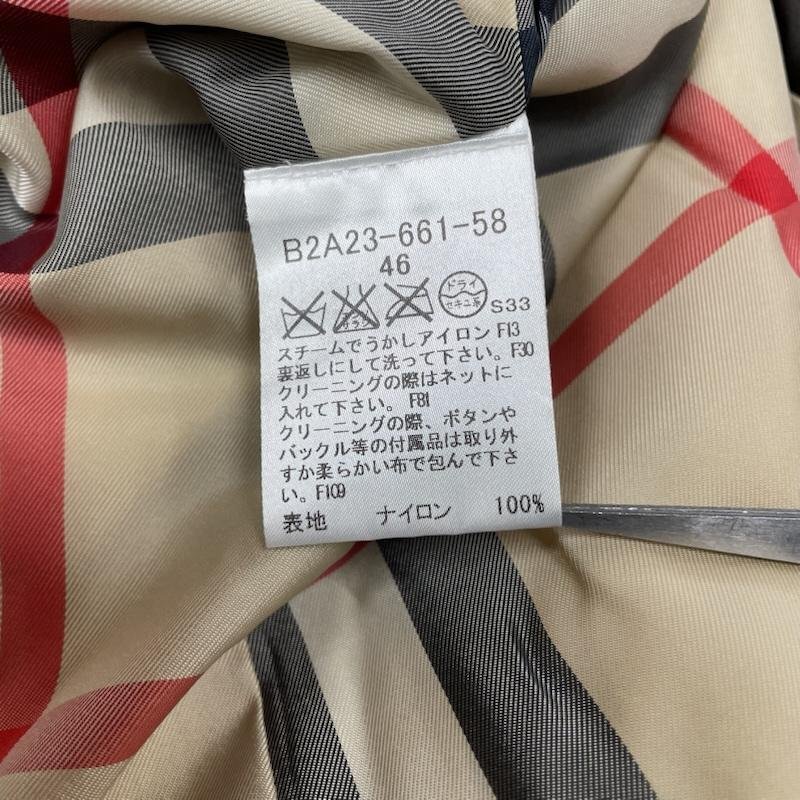 B2A23-661-58
46
ドライ
セキユ系
S33
スチームでうかしアイロン F13
裏返しにして洗って下さい。F30
クリーニングの際はネットに
入れて下さい。 F81
クリーニングの際、ボタンや
バックル等の付属品は取り外
すか柔らかい布で包んで下さ
い。F109
表地 ナイロン 100%